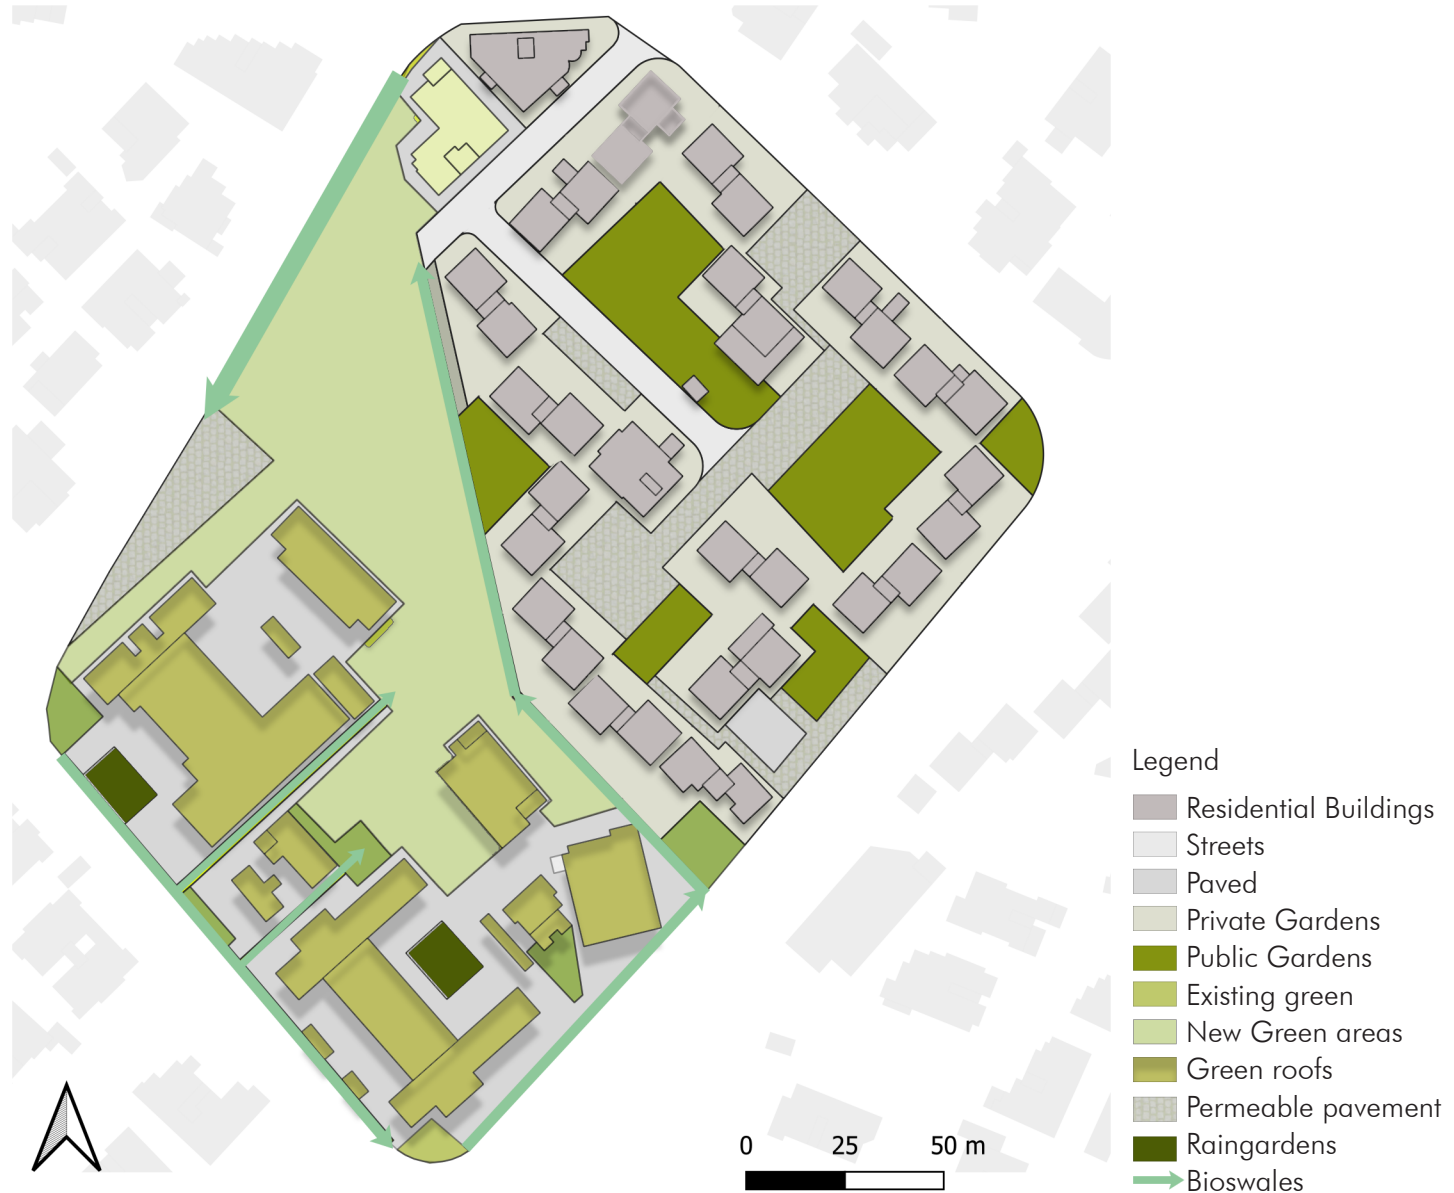 Legend
Residential Buildings
Streets
Paved
Private Gardens
Public Gardens
Existing green
New Green areas
Green roofs
Permeable pavement
Raingardens
Bioswales
0 25 50 m